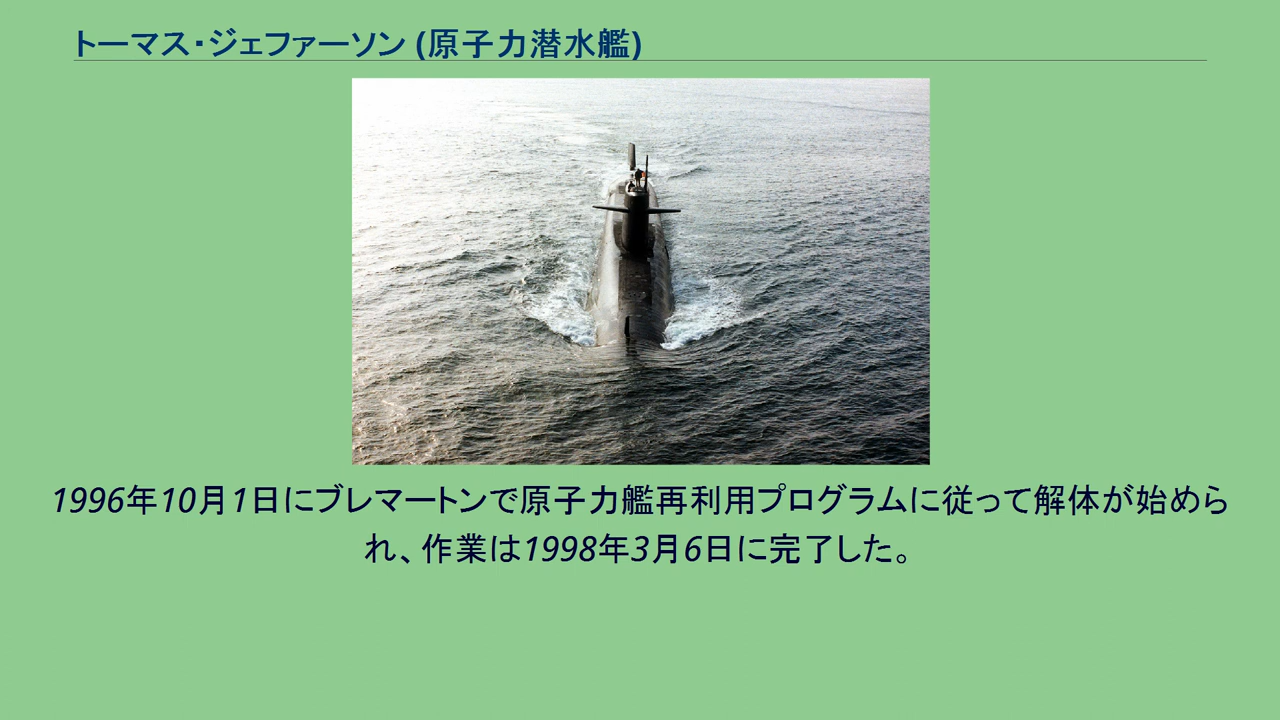 トーマス・ジェファーソン (原子力潜水艦)
1996年10月1日にブレマートンで原子力艦再利用プログラムに従って解体が始めら
れ、作業は1998年3月6日に完了した。